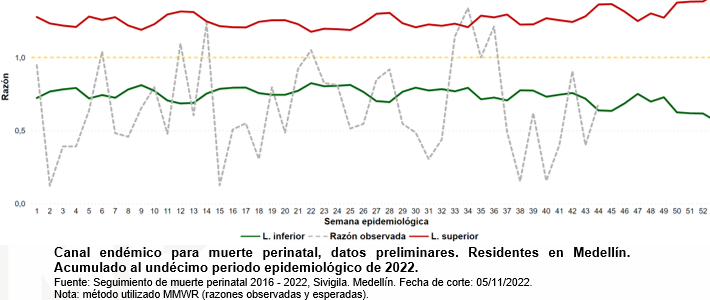 1,0
Razón
0,5
0,0
1 2 3 4 5 6 7 8 9 10 11 12 13 14 15 16 17 18 19 20 21 22 23 24 25 26 27 28 29 30 31 32 33 34 35 36 37 38 39 40 41 42 43 44 45 46 47 48 49 50 51 52
Semana epidemiológica
L. inferior Razón observada L. superior
Canal endémico para muerte perinatal, datos preliminares. Residentes en Medellín.
Acumulado al undécimo periodo epidemiológico de 2022.
Fuente: Seguimiento de muerte perinatal 2016 - 2022, Sivigila. Medellín. Fecha de corte: 05/11/2022.
Nota: método utilizado MMWR (razones observadas y esperadas).